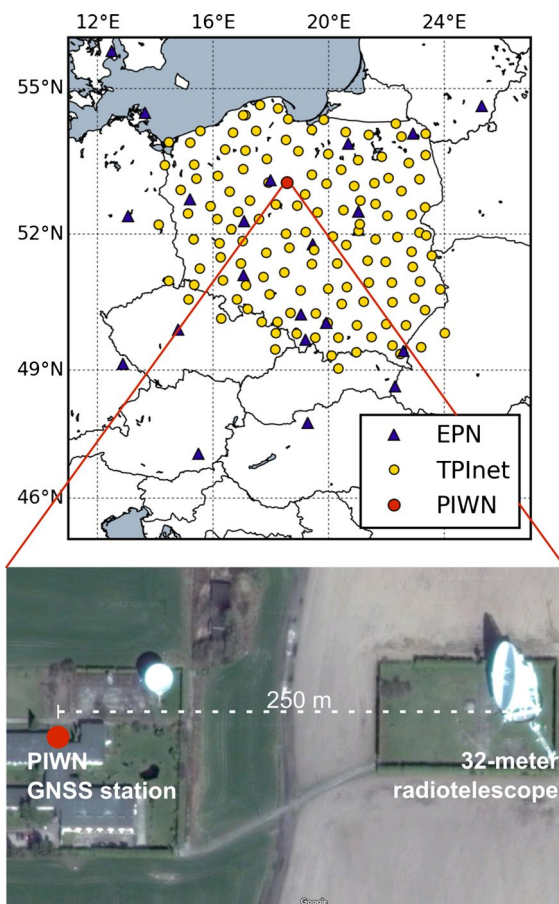 12°E 16°E 20°E 24°E
55°N
52°N
49°N
46°N
EPN
TPInet
PIWN
250 m
PIWN
GNSS station
32-meter
radiotelescope
Google